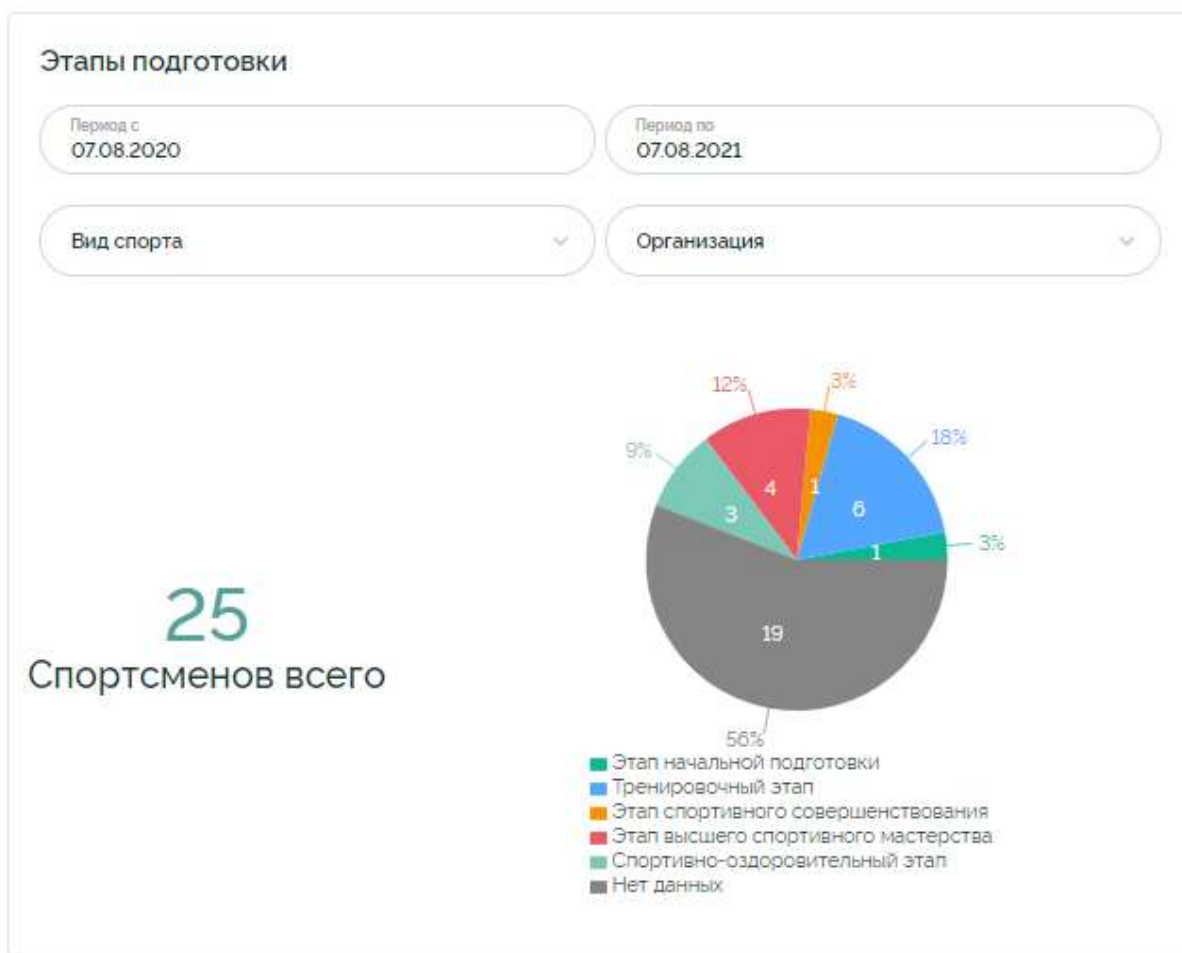 Этапы подготовки
Период с
07.08.2020
Период по
07.08.2021
Вид спорта
Организация
12%
3%
18%
9%
4
1
6
3
1
3%
19
25
Спортсменов всего
56%
Этап начальной подготовки
Тренировочный этап
Этап спортивного совершенствования
Этап высшего спортивного мастерства
Спортивно-оздоровительный этап
Нет данных